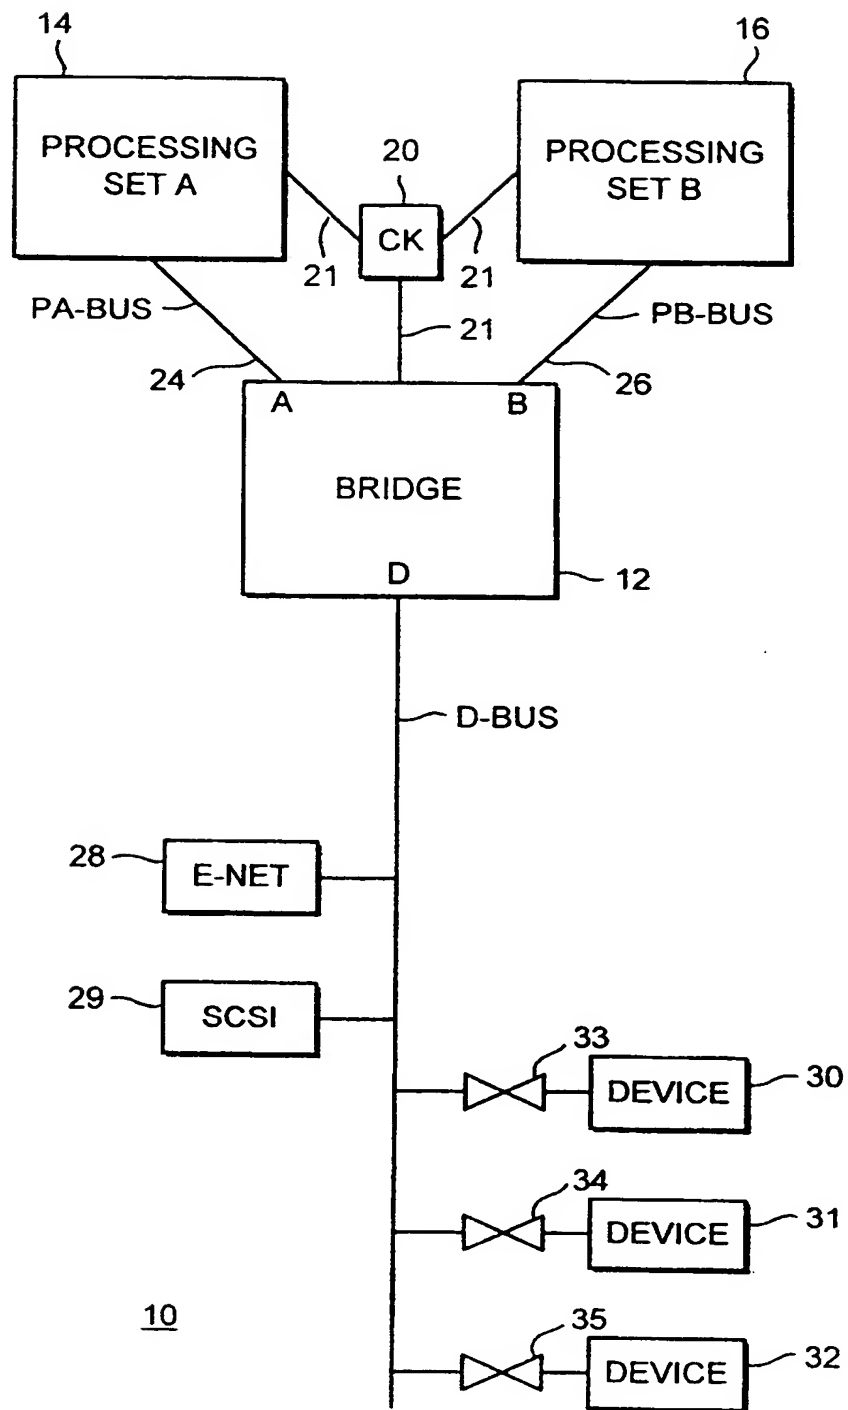 14
16
PROCESSING
SET A
20
PROCESSING
SET B
CK
21
21
PA-BUS
21
PB-BUS
24
26
A
B
BRIDGE
D
12
D-BUS
28
E-NET
29
SCSI
33
DEVICE
30
34
DEVICE
31
10
35
DEVICE
32